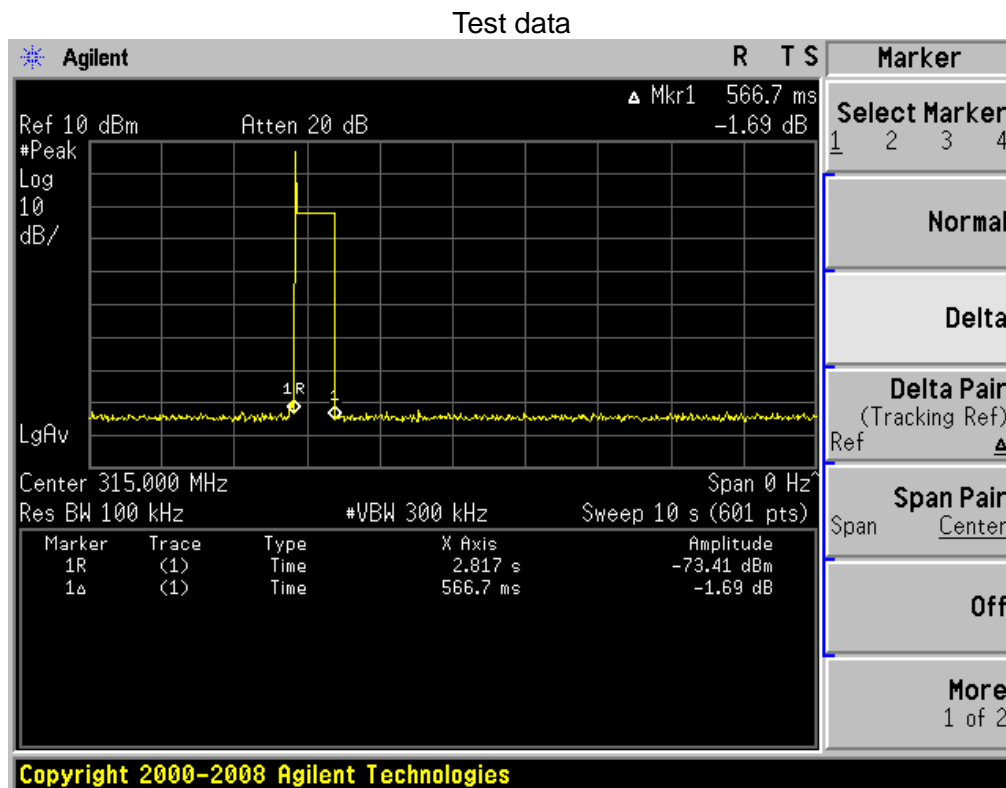 Test data
Agilent R T S
Marker
Δ Mkr1 566.7 ms
Ref 10 dBm Atten 20 dB -1.69 dB
#Peak
Log
10
dB/
1R
1
LgAv
Center 315.000 MHz Span 0 Hz^
Res BW 100 kHz #VBW 300 kHz Sweep 10 s (601 pts)
Marker Trace Type X Axis Amplitude
1R (1) Time 2.817 s -73.41 dBm
1Δ (1) Time 566.7 ms -1.69 dB
Select Marker
1 2 3 4
Normal
Delta
Delta Pair
(Tracking Ref)
Ref Δ
Span Pair
Span Center
Off
More
1 of 2
Copyright 2000-2008 Agilent Technologies